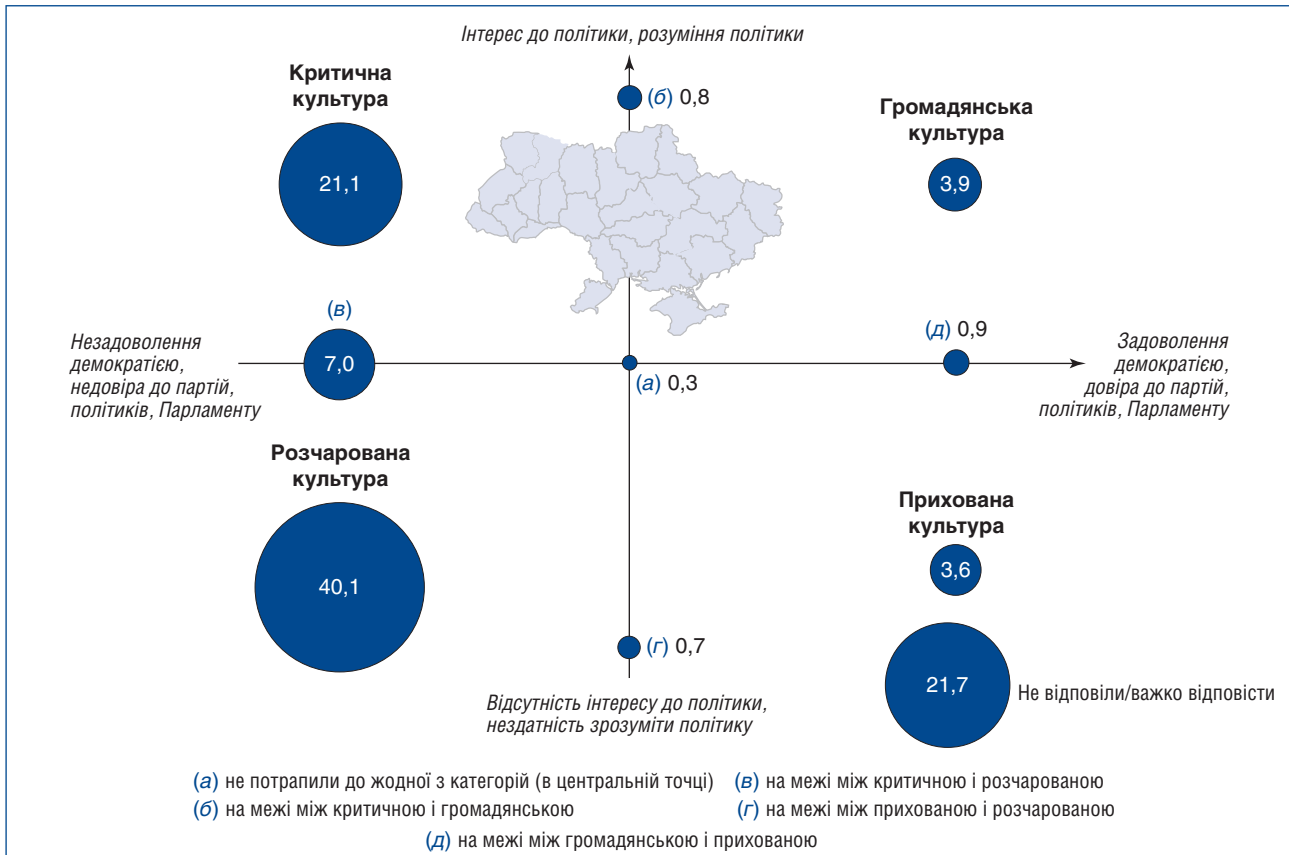 Інтерес до політики, розуміння політики
Критична
культура
(б) 0,8
Громадянська
культура
21,1
3,9
(в)
(д) 0,9
Незадоволення
демократією,
недовіра до партій,
політиків, Парламенту
7,0
(а) 0,3
Задоволення
демократією,
довіра до партій,
політиків, Парламенту
Розчарована
культура
Прихована
культура
40,1
3,6
(г) 0,7
21,7
Не відповіли/важко відповісти
Відсутність інтересу до політики,
нездатність зрозуміти політику
(а) не потрапили до жодної з категорій (в центральній точці)
(в) на межі між критичною і розчарованою
(б) на межі між критичною і громадянською
(г) на межі між прихованою і розчарованою
(д) на межі між громадянською і прихованою